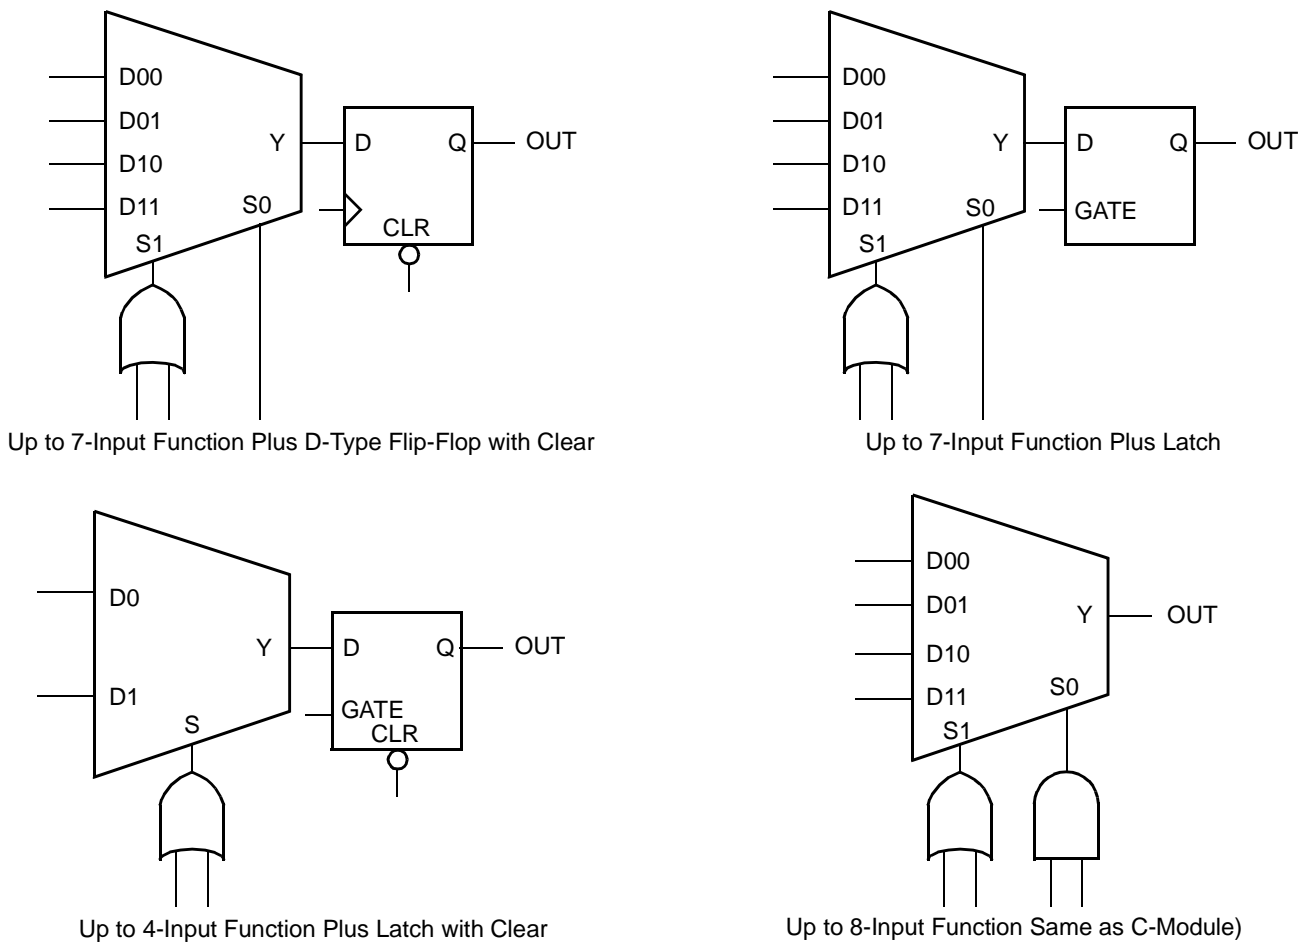 D00
D01
D10
D11
Y
S0
S1
D
Q
CLR
OUT
Up to 7-Input Function Plus D-Type Flip-Flop with Clear
D00
D01
D10
D11
Y
S0
S1
D
Q
GATE
OUT
Up to 7-Input Function Plus Latch
D0
D1
Y
S
D
Q
GATE
CLR
OUT
Up to 4-Input Function Plus Latch with Clear
D00
D01
D10
D11
Y
S0
S1
OUT
Up to 8-Input Function Same as C-Module)